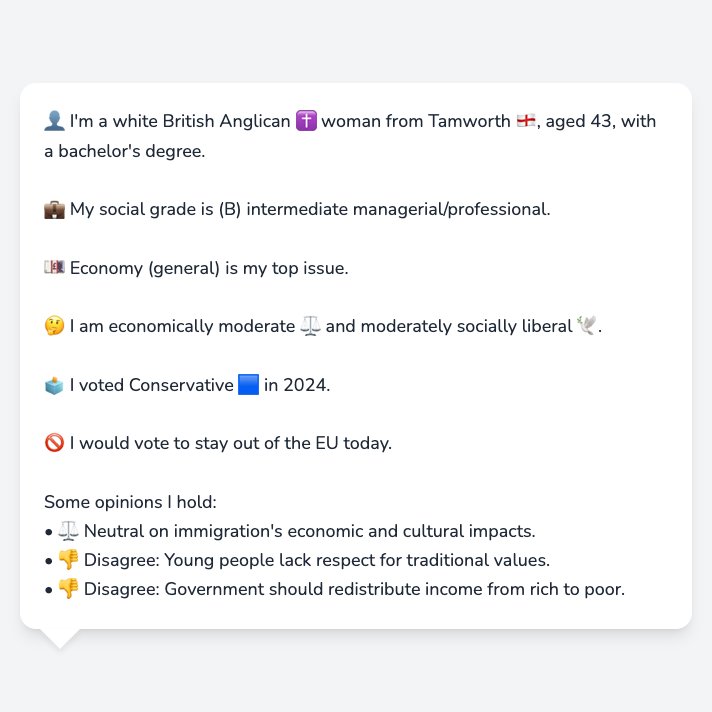 👤 I'm a white British Anglican ✝️ woman from Tamworth 🏴󠁧󠁢󠁥󠁮󠁧󠁿, aged 43, with
a bachelor's degree.
💼 My social grade is (B) intermediate managerial/professional.
💷 Economy (general) is my top issue.
🤔 I am economically moderate ⚖️ and moderately socially liberal 🕊️.
🗳️ I voted Conservative 🟦 in 2024.
🚫 I would vote to stay out of the EU today.
Some opinions I hold:
• ⚖️ Neutral on immigration's economic and cultural impacts.
• 👎 Disagree: Young people lack respect for traditional values.
• 👎 Disagree: Government should redistribute income from rich to poor.